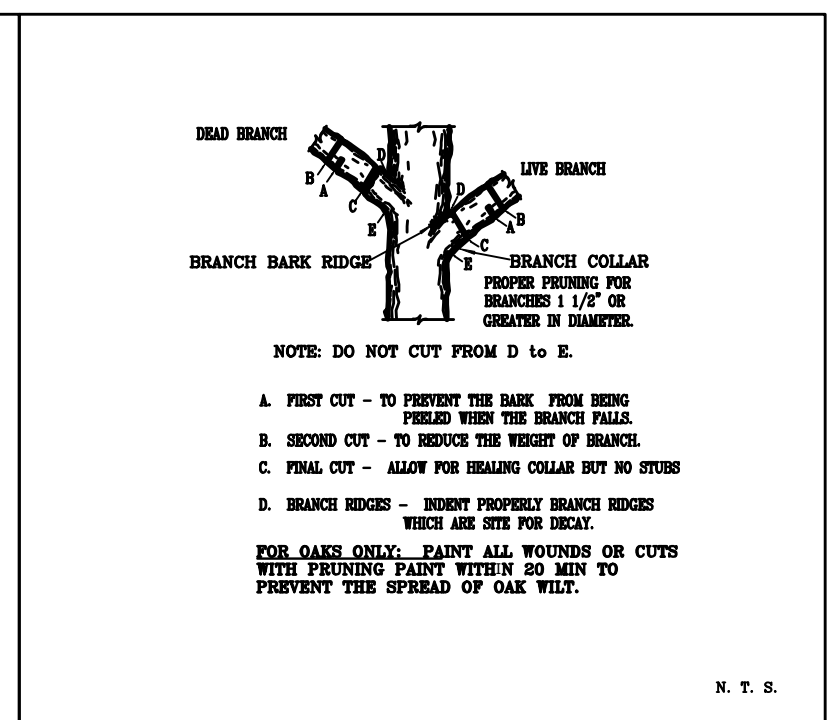 DEAD BRANCH
D
LIVE BRANCH
B
A
D
C
B
A
E
C
E
BRANCH BARK RIDGE
BRANCH COLLAR
PROPER PRUNING FOR
BRANCHES 1 1/2" OR
GREATER IN DIAMETER.
NOTE: DO NOT CUT FROM D to E.
A. FIRST CUT - TO PREVENT THE BARK FROM BEING
PEELED WHEN THE BRANCH FALLS.
B. SECOND CUT - TO REDUCE THE WEIGHT OF BRANCH.
C. FINAL CUT - ALLOW FOR HEALING COLLAR BUT NO STUBS
D. BRANCH RIDGES - INDENT PROPERLY BRANCH RIDGES
WHICH ARE SITE FOR DECAY.
FOR OAKS ONLY: PAINT ALL WOUNDS OR CUTS
WITH PRUNING PAINT WITHIN 20 MIN TO
PREVENT THE SPREAD OF OAK WILT.
N. T. S.